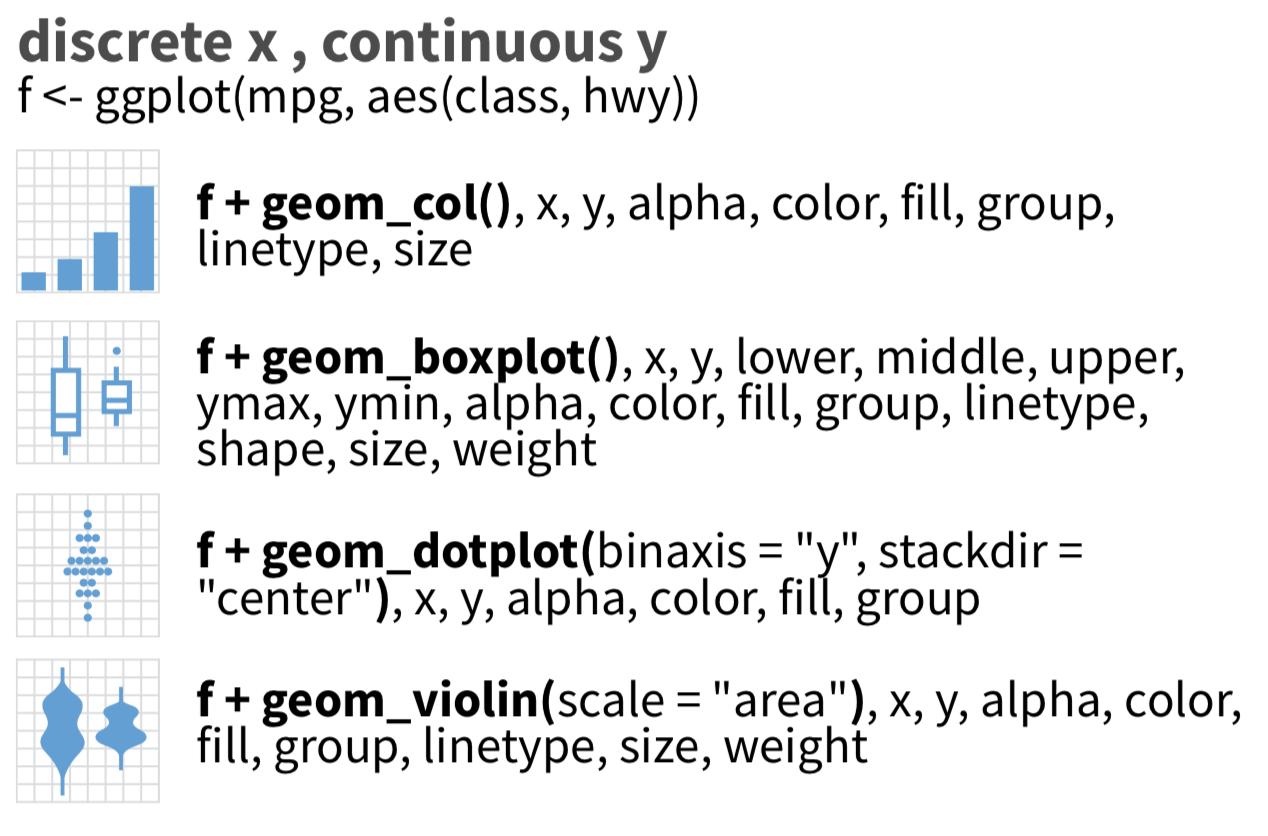 discrete x , continuous y
f <- ggplot(mpg, aes(class, hwy))
f + geom_col(), x, y, alpha, color, fill, group,
linetype, size
f + geom_boxplot(), x, y, lower, middle, upper,
ymax, ymin, alpha, color, fill, group, linetype,
shape, size, weight
f + geom_dotplot(binaxis = "y", stackdir =
"center"), x, y, alpha, color, fill, group
f + geom_violin(scale = "area"), x, y, alpha, color,
fill, group, linetype, size, weight